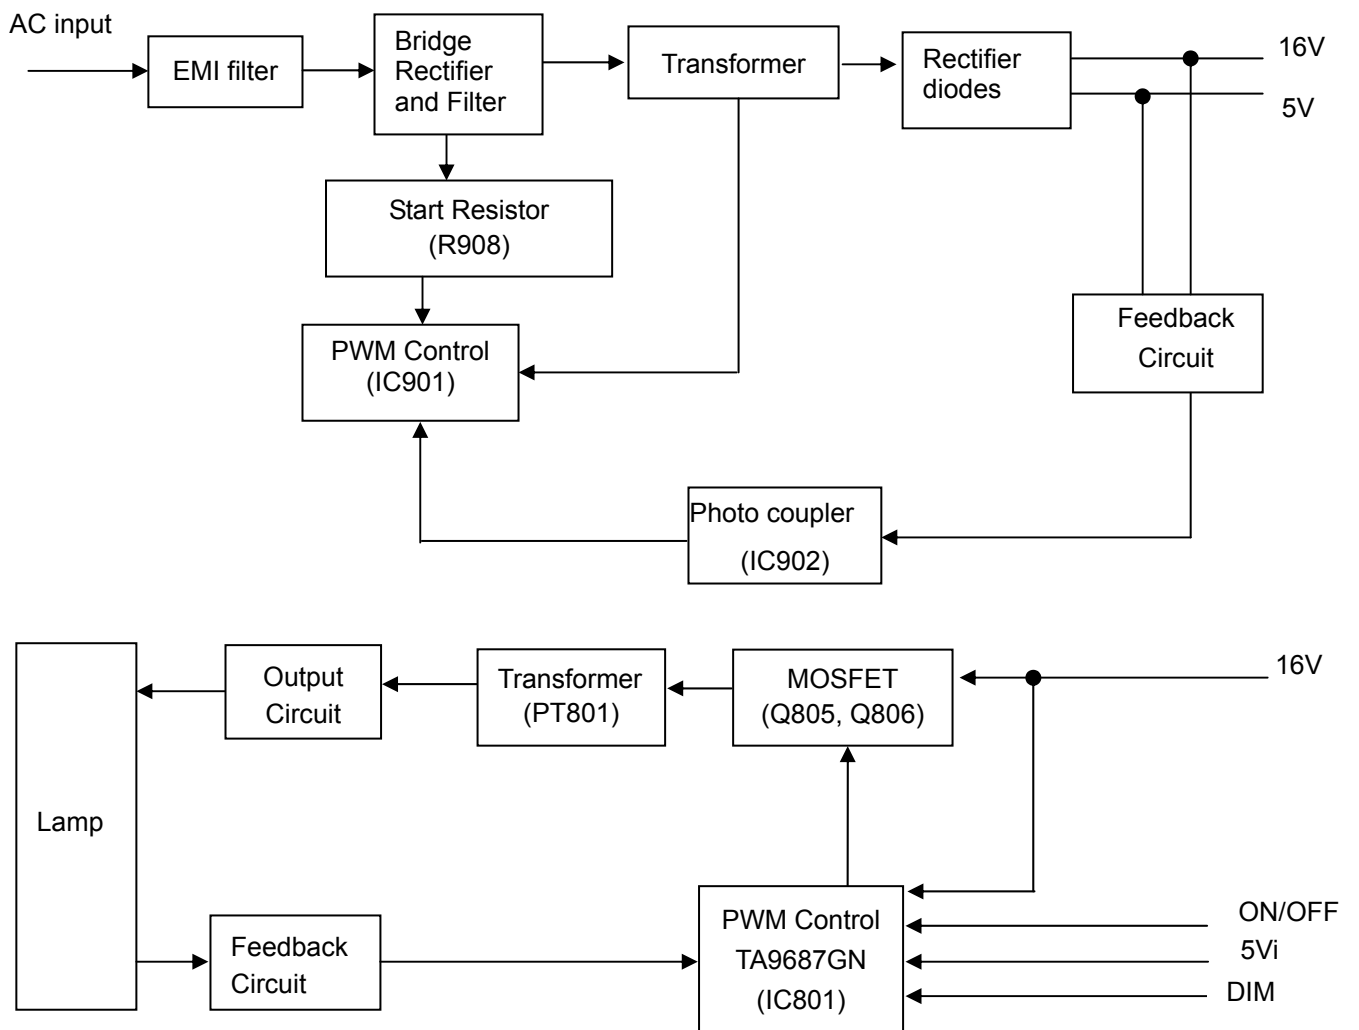 AC input
EMI filter
Bridge
Rectifier
and Filter
Transformer
Rectifier
diodes
16V
5V
Start Resistor
(R908)
PWM Control
(IC901)
Feedback
Circuit
Photo coupler
(IC902)
Output
Circuit
Transformer
(PT801)
MOSFET
(Q805, Q806)
16V
Lamp
Feedback
Circuit
PWM Control
TA9687GN
(IC801)
ON/OFF
5Vi
DIM